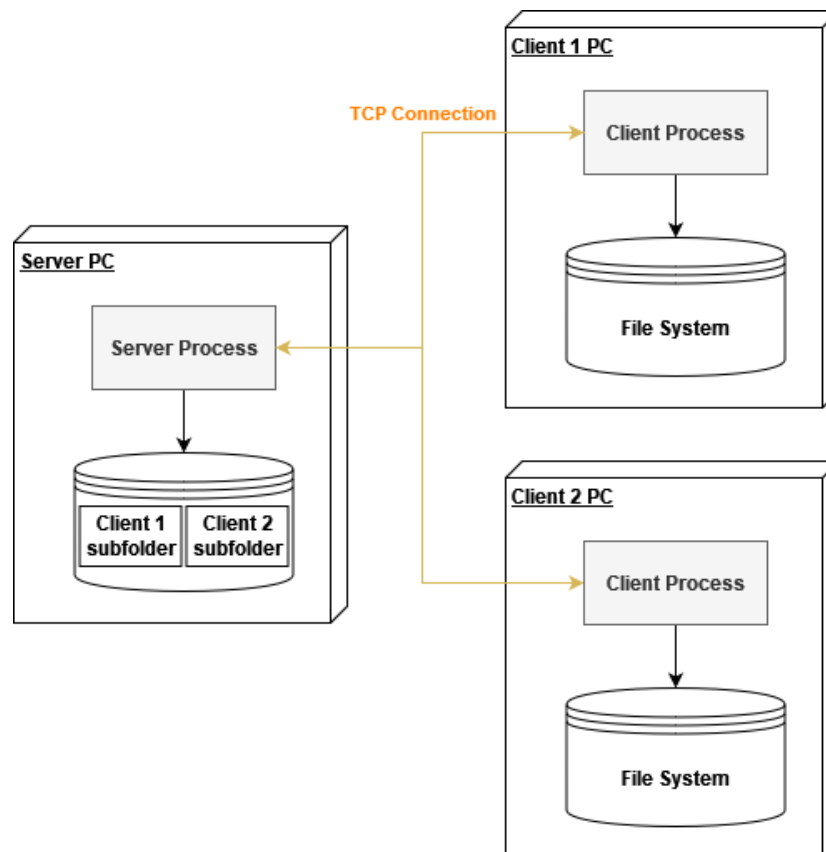 Client 1 PC
TCP Connection
Client Process
File System
Server PC
Server Process
Client 1
subfolder
Client 2
subfolder
Client 2 PC
Client Process
File System